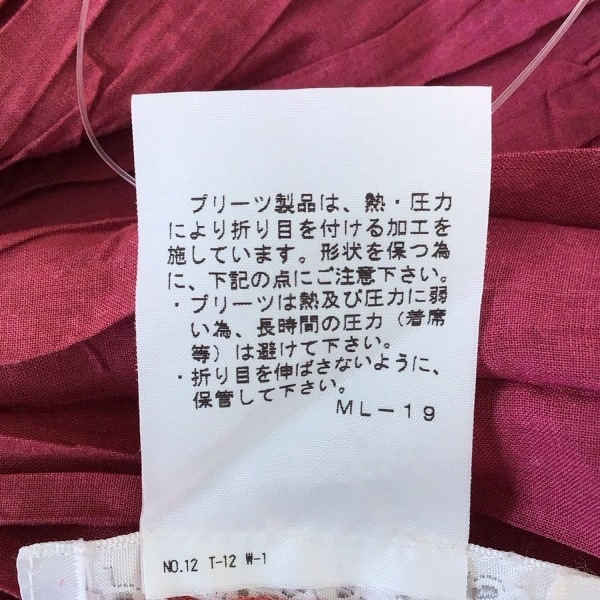 プリーツ製品は、熱・圧力
により折り目を付ける加工を
施しています。形状を保つ為
に、下記の点にご注意下さい。
・プリーツは熱及び圧力に弱
い為、長時間の圧力（着席
等）は避けて下さい。
・折り目を伸ばさないように、
保管して下さい。
ML－19
NO.12 T-12 W-1